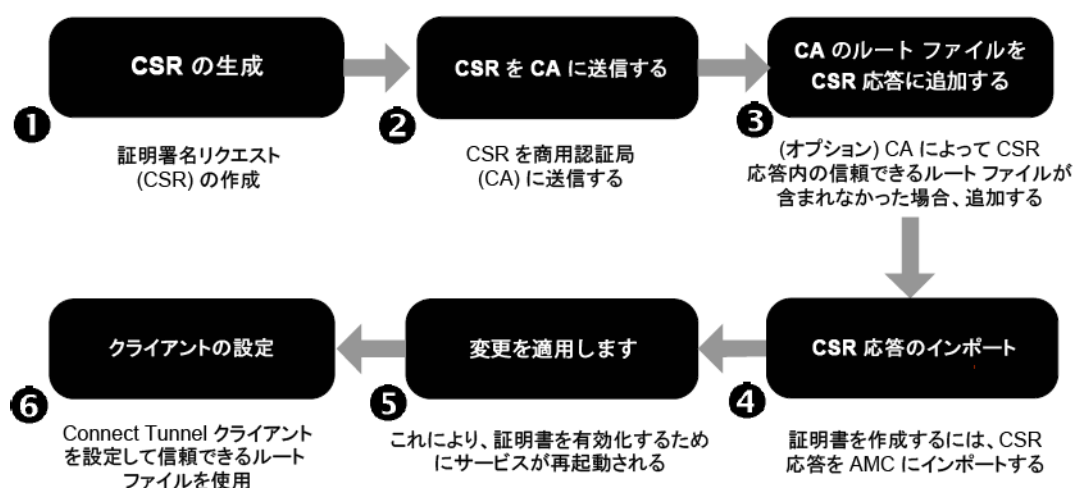 CSR の生成
❶
証明署名リクエスト
(CSR) の作成
CSR を CA に送信する
❷
CSR を商用認証局
(CA) に送信する
CA のルート ファイルを
CSR 応答に追加する
❸
(オプション) CA によって CSR
応答内の信頼できるルート ファイルが
含まれなかった場合、追加する
CSR 応答のインポート
❹
証明書を作成するには、CSR
応答を AMC にインポートする
変更を適用します
❺
これにより、証明書を有効化するため
にサービスが再起動される
クライアントの設定
❻
Connect Tunnel クライアント
を設定して信頼できるルート
ファイルを使用